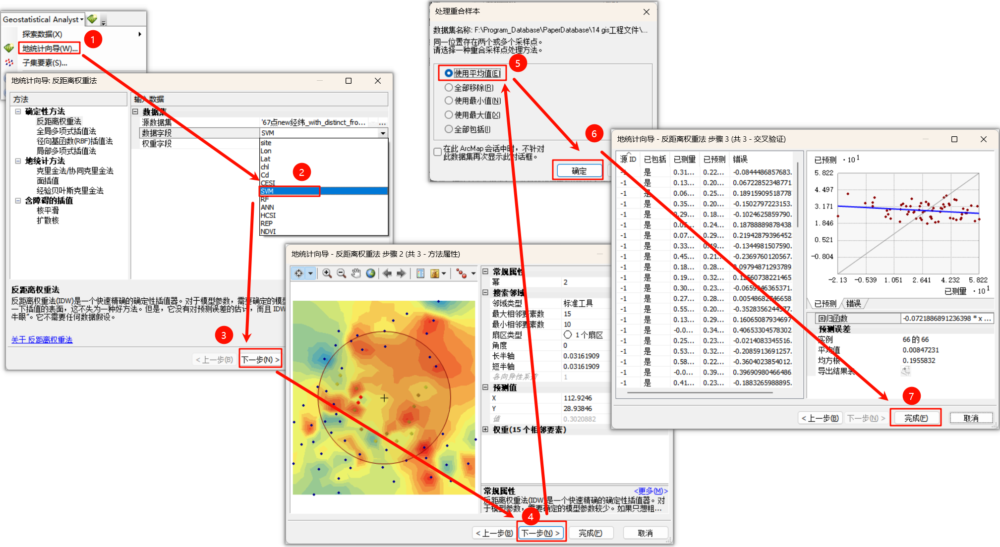 Geostatistical Analyst
探索数据(X)
地统计向导(W)...
子集要素(S)...
1
地统计向导: 反距离权重法
方法
确定性方法
反距离权重法
全局多项式插值法
径向基函数(RBF)插值法
局部多项式插值法
地统计方法
克里金法/协同克里金法
面插值
经验贝叶斯克里金法
含障碍的插值
核平滑
扩散核
输入数据
数据集
源数据集 '67点new经纬_with_distinct_fro... ...
数据字段 SVM
权重字段
site
Lon
Lat
chl
Cd
CESI
SVM
RF
ANN
HCSI
REP
NDVI
2
反距离权重法
反距离权重法(IDW)是一个快速精确的确定性插值器。对于模型参数，需要确定的模型
一下插值的表面，这不失为一种好方法。但是，它没有对预测误差的估计，而且 IDW
牛眼”。它不需要任何数据假设。
关于 反距离权重法
3
< 上一步(B)
下一步(N) >
地统计向导 - 反距离权重法 步骤 2 (共 3 - 方法属性)
常规属性
幂 2
搜索邻域
邻域类型 标准工具
最大相邻要素数 15
最小相邻要素数 10
扇区类型 1 个扇区
角度 0
长半轴 0.03161909
短半轴 0.03161909
各向异性系数 1
预测值
X 112.9246
Y 28.93846
值 0.3020882
权重(15 个相邻要素)
常规属性 <更多(M)>
反距离权重法(IDW)是一个快速精确的确定性插值器。对
于模型参数，需要确定的模型参数较少。如果只想粗...
4
< 上一步(B) 下一步(N) > 完成(F) 取消
处理重合样本
数据集名称: F:\Program_Database\PaperDatabase\14 gis工程文件\...
同一位置存在两个或多个采样点。
请选择一种重合采样点处理方法。
5
使用平均值(E)
全部移除(R)
使用最小值(N)
使用最大值(X)
全部包括(I)
在此 ArcMap 会话中时，不针对
此数据集再次显示此对话框。
确定
6
地统计向导 - 反距离权重法 步骤 3 (共 3 - 交叉验证)
源 ID 已包括 已测量 已预测 错误
-1 是 0.31... 0.22... -0.0844486857683.
-1 是 0.13... 0.20... 0.06722852348771
-1 是 0.06... 0.25... 0.18915909518778
-1 是 0.35... 0.20... -0.1502797223153.
-1 是 0.29... 0.18... -0.1024625859790.
-1 是 0.05... 0.24... 0.18788889878438.
-1 是 0.07... 0.29... 0.21942879396452
-1 是 0.33... 0.19... -0.1344981507590.
-1 是 0.45... 0.21... -0.2369760120567.
-1 是 0.18... 0.28... 0.09794871293789.
-1 是 0.19... 0.32... 0.12560738221465.
-1 是 0.30... 0.23... -0.0659246365371.
-1 是 0.27... 0.28... 0.00548682746658.
-1 是 0.55... 0.20... -0.3528356244377.
-1 是 0.13... 0.29... 0.16065087934697
-1 是 -0.0... 0.34... 0.40653304578302
-1 是 0.25... 0.23... -0.0214083345516.
-1 是 0.53... 0.32... -0.2085913691257.
-1 是 0.58... 0.22... -0.3604023854012.
-1 是 -0.0... 0.39... 0.39690980466486.
-1 是 0.41... 0.23... -0.1883265988895.
已预测 · 10 1
5.822
4.497
3.171
1.846
0.521
-0.804
-2.13 -0.539 1.051 2.641 4.232 5.822
已测量 · 10 1
已预测 错误
回归函数 -0.0721886891236398 * x ...
预测误差
实例 66 的 66
平均值 0.00847231
均方根 0.1955832
导出结果表
7
< 上一步(B) 下一步(N) > 完成(F) 取消